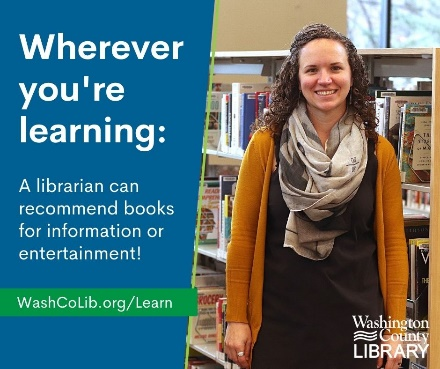 Wherever
you're
learning:
A librarian can
recommend books
for information or
entertainment!
WashCoLib.org/Learn
Washington
County
LIBRARY